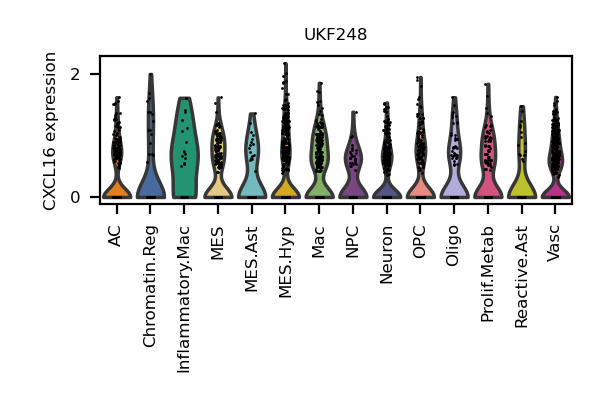 UKF248
CXCL16 expression
2
0
AC
Chromatin.Reg
Inflammatory.Mac
MES
MES.Ast
MES.Hyp
Mac
NPC
Neuron
OPC
Oligo
Prolif.Metab
Reactive.Ast
Vasc